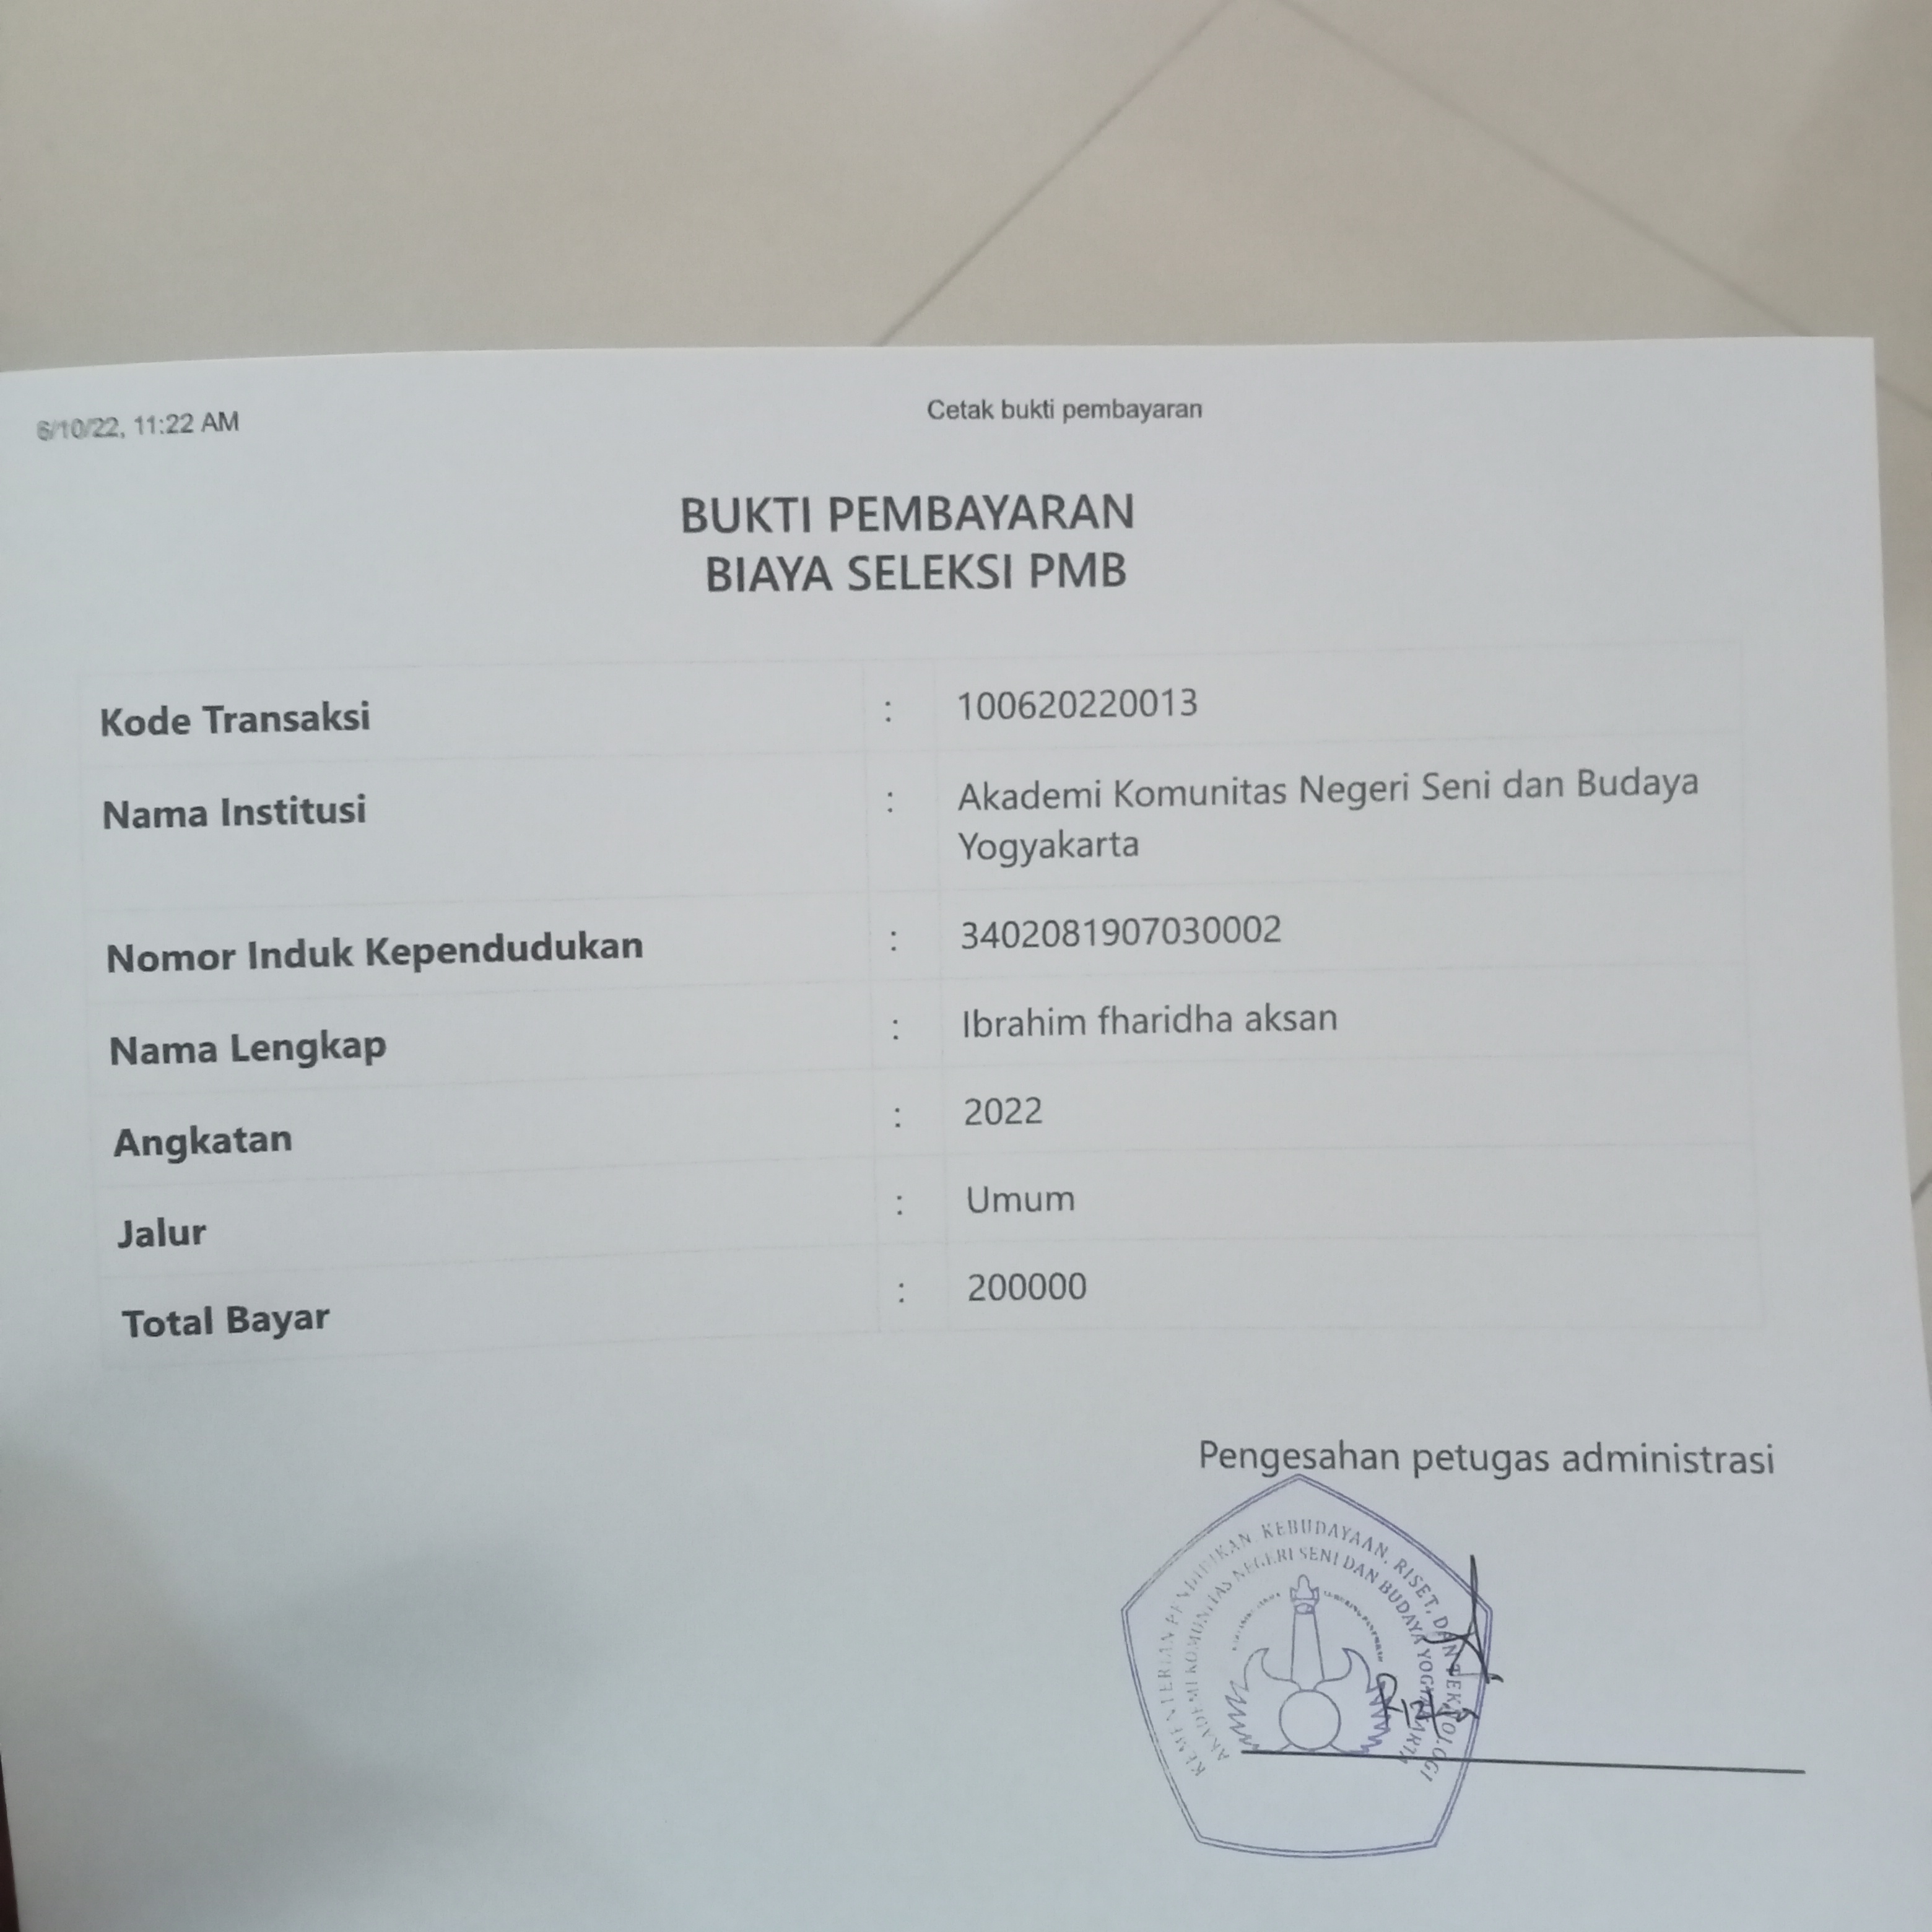 6/10/22, 11:22 AM
Cetak bukti pembayaran
BUKTI PEMBAYARAN
BIAYA SELEKSI PMB
Kode Transaksi : 100620220013
Nama Institusi : Akademi Komunitas Negeri Seni dan Budaya
Yogyakarta
Nomor Induk Kependudukan : 3402081907030002
Nama Lengkap : Ibrahim fharidha aksan
Angkatan : 2022
Jalur : Umum
Total Bayar : 200000
Pengesahan petugas administrasi
KEMENTERIAN PENDIDIKAN KEBUDAYAAN, RISET, DAN TEKNOLOGI
AKADEMI KOMUNITAS NEGERI SENI DAN BUDAYA YOGYAKARTA